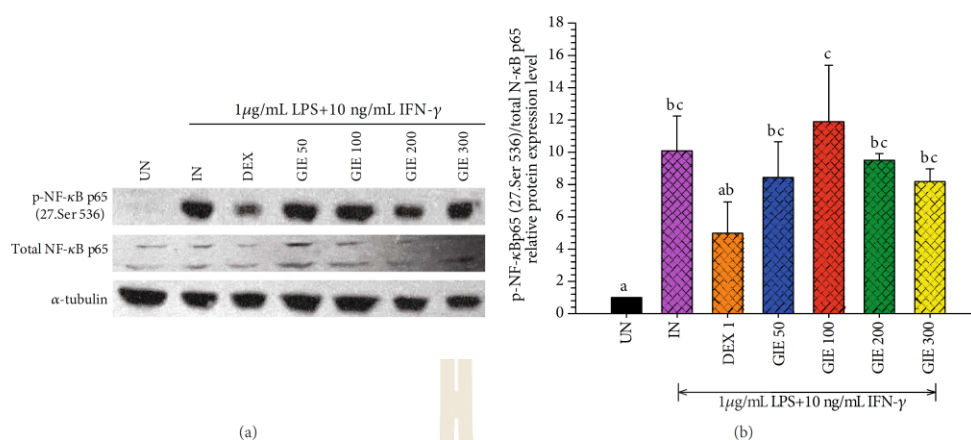 1μg/mL LPS+10 ng/mL IFN-γ
UN
IN
DEX
GIE 50
GIE 100
GIE 200
GIE 300
p-NF-κB p65
(27.Ser 536)
Total NF-κB p65
α-tubulin
(a)
p-NF-κBp65 (27.Ser 536)/total N-κB p65
relative protein expression level
18
16
14
12
10
8
6
4
2
0
a
bc
ab
bc
c
bc
bc
UN
IN
DEX 1
GIE 50
GIE 100
GIE 200
GIE 300
1μg/mL LPS+10 ng/mL IFN-γ
(b)